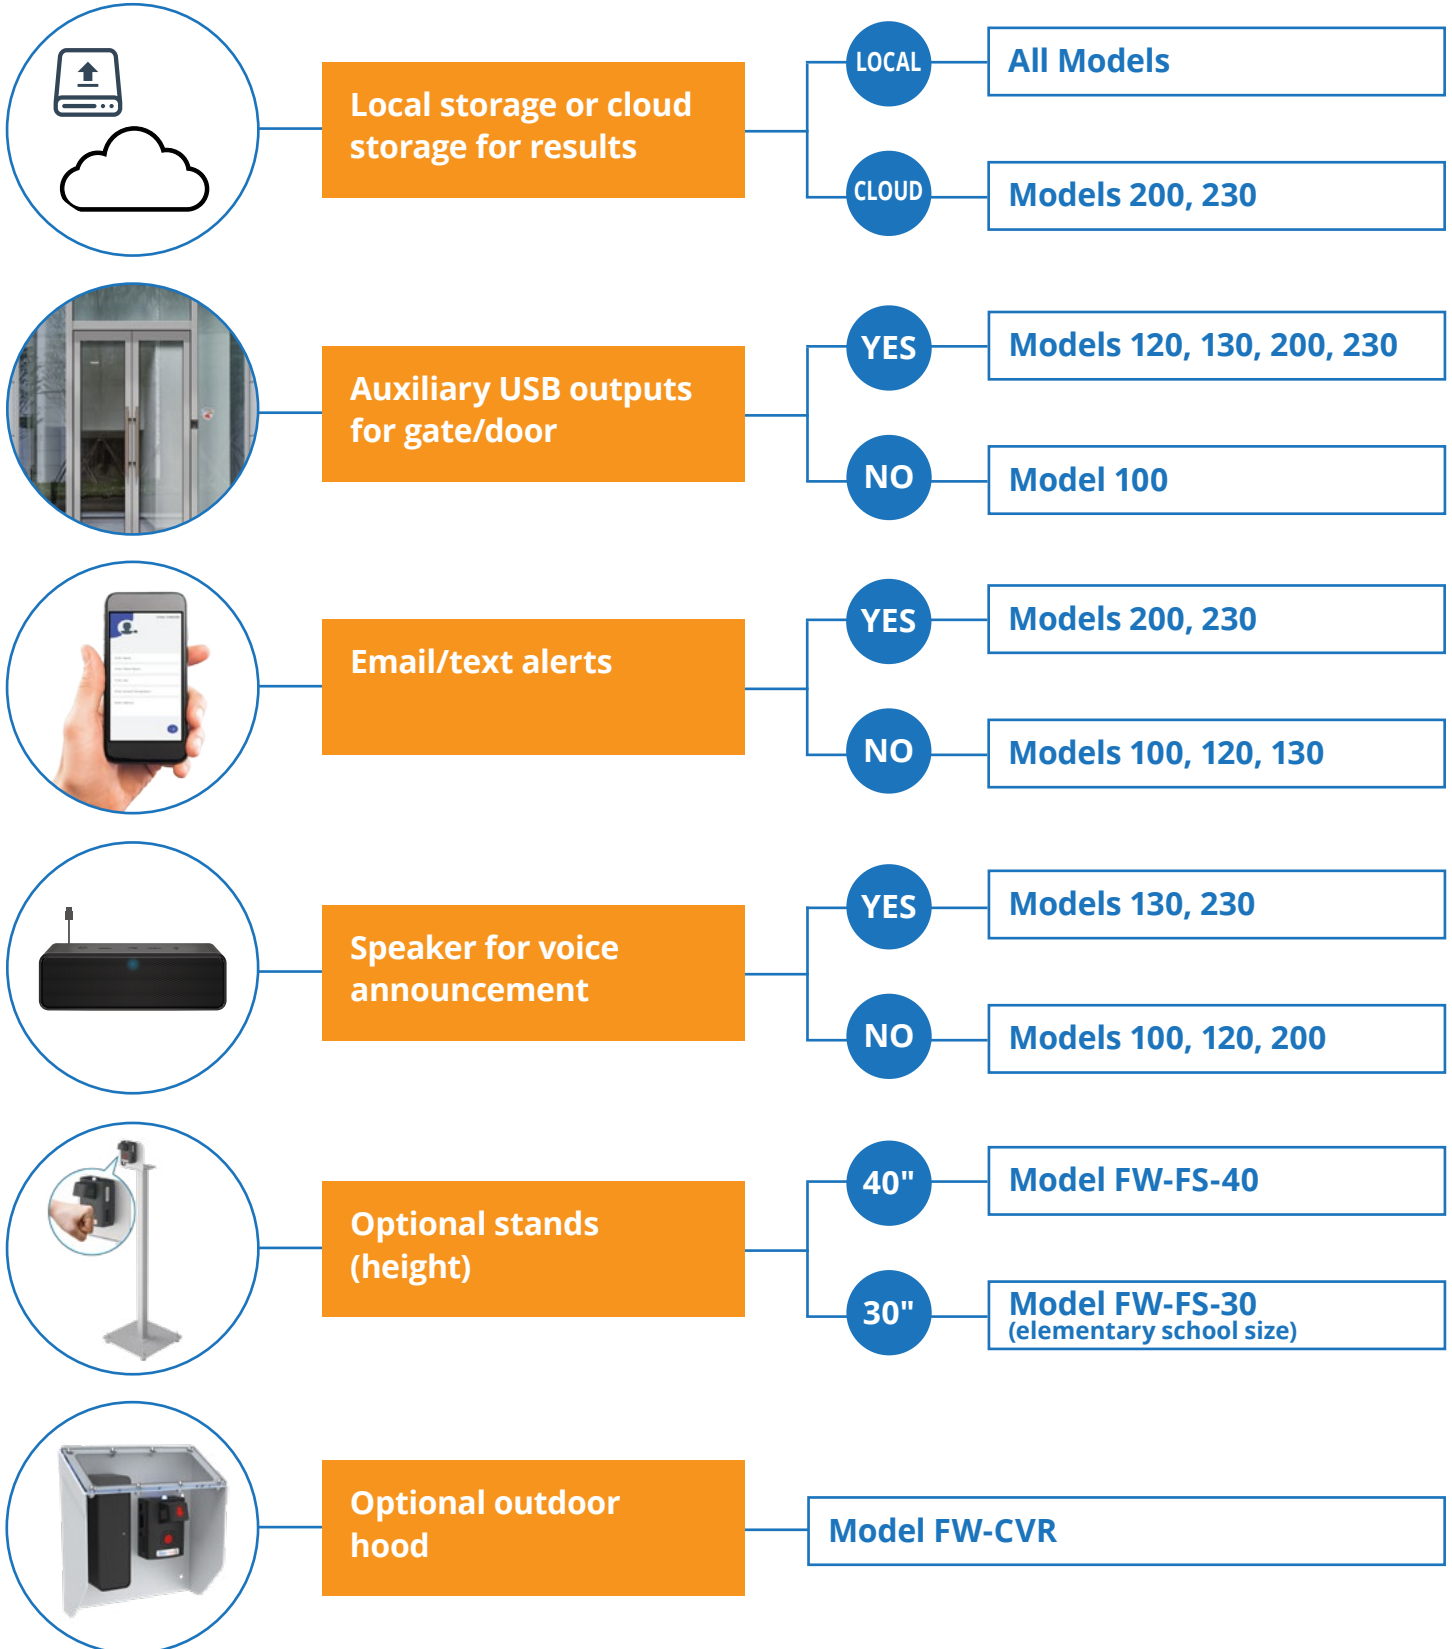 Local storage or cloud
storage for results
LOCAL
All Models
CLOUD
Models 200, 230
Auxiliary USB outputs
for gate/door
YES
Models 120, 130, 200, 230
NO
Model 100
Email/text alerts
YES
Models 200, 230
NO
Models 100, 120, 130
Speaker for voice
announcement
YES
Models 130, 230
NO
Models 100, 120, 200
Optional stands
(height)
40"
Model FW-FS-40
30"
Model FW-FS-30
(elementary school size)
Optional outdoor
hood
Model FW-CVR